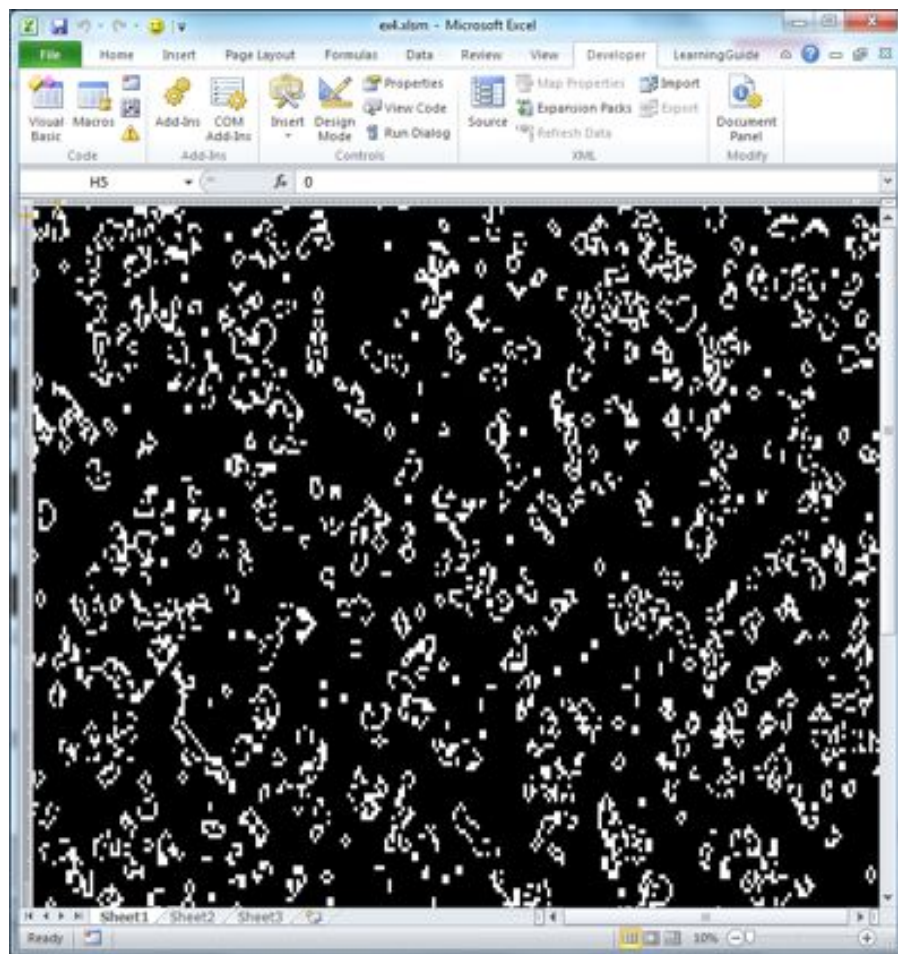 ex4.xlsm - Microsoft Excel
File Home Insert Page Layout Formulas Data Review View Developer LearningGuide
Properties Map Properties Import
View Code Expansion Packs Export
Visual Basic Macros Add-Ins COM Add-Ins Insert Design Mode Run Dialog Source Refresh Data Document Panel
Code Add-Ins Controls XML Modify
H5 fx 0
Sheet1 Sheet2 Sheet3
Ready 10%